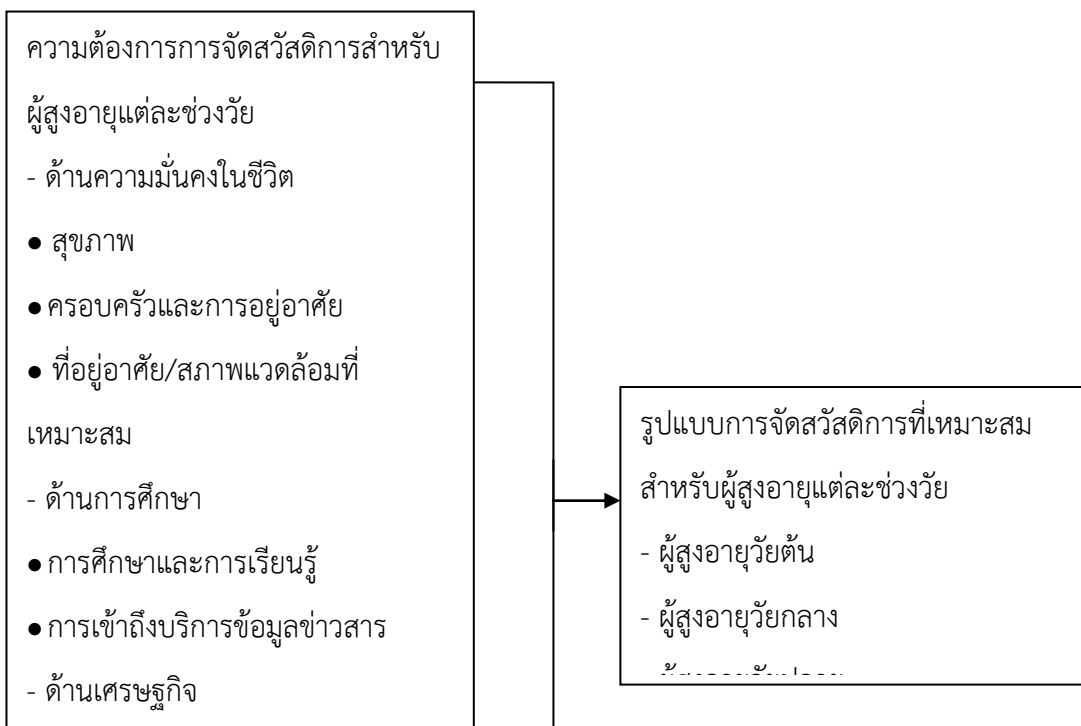 ความต้องการการจัดสวัสดิการสำหรับ
ผู้สูงอายุแต่ละช่วงวัย
- ด้านความมั่นคงในชีวิต
● สุขภาพ
● ครอบครัวและการอยู่อาศัย
● ที่อยู่อาศัย/สภาพแวดล้อมที่
เหมาะสม
- ด้านการศึกษา
● การศึกษาและการเรียนรู้
● การเข้าถึงบริการข้อมูลข่าวสาร
- ด้านเศรษฐกิจ
รูปแบบการจัดสวัสดิการที่เหมาะสม
สำหรับผู้สูงอายุแต่ละช่วงวัย
- ผู้สูงอายุวัยต้น
- ผู้สูงอายุวัยกลาง